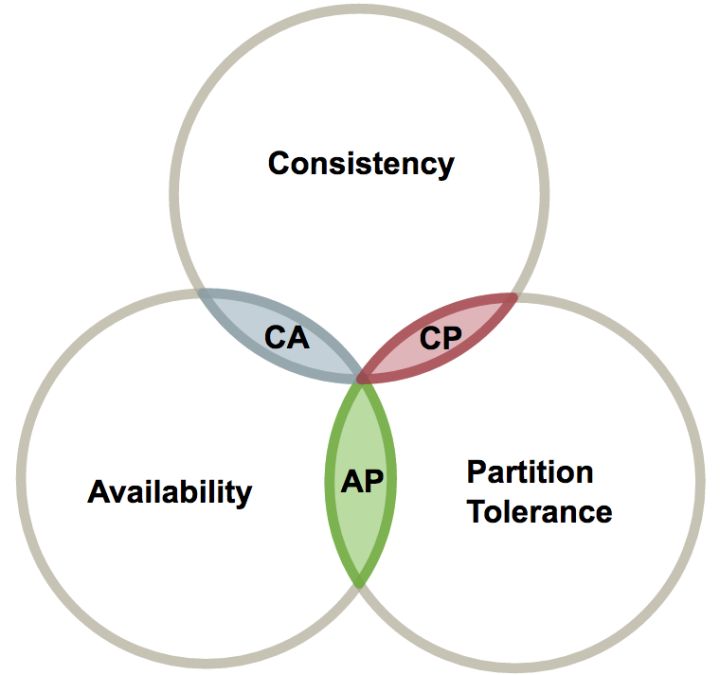 Consistency
CA
CP
Availability
AP
Partition
Tolerance